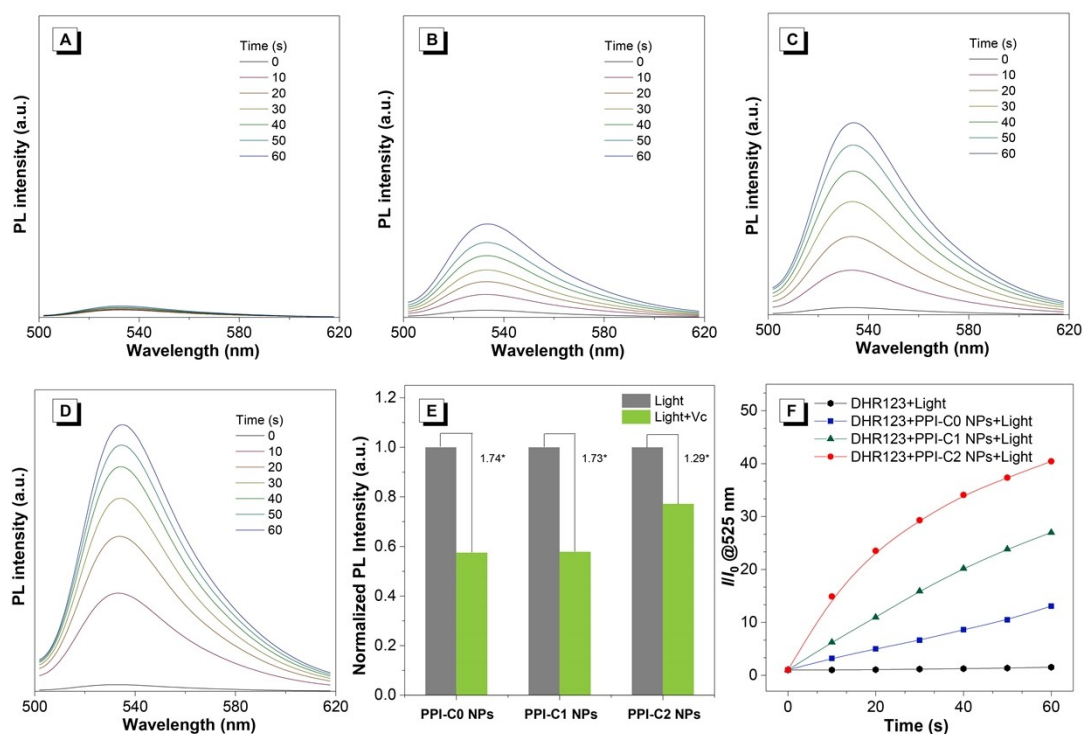 A
Time (s)
0
10
20
30
40
50
60
PL intensity (a.u.)
500 540 580 620
Wavelength (nm)
B
Time (s)
0
10
20
30
40
50
60
PL intensity (a.u.)
500 540 580 620
Wavelength (nm)
C
Time (s)
0
10
20
30
40
50
60
PL intensity (a.u.)
500 540 580 620
Wavelength (nm)
D
Time (s)
0
10
20
30
40
50
60
PL intensity (a.u.)
500 540 580 620
Wavelength (nm)
E
Light
Light+Vc
1.2
1.0
0.8
0.6
0.4
0.2
0.0
Normalized PL Intensity (a.u.)
1.74*
1.73*
1.29*
PPI-C0 NPs PPI-C1 NPs PPI-C2 NPs
F
DHR123+Light
DHR123+PPI-C0 NPs+Light
DHR123+PPI-C1 NPs+Light
DHR123+PPI-C2 NPs+Light
50
40
30
20
10
0
I/I0 @525 nm
0 20 40 60
Time (s)